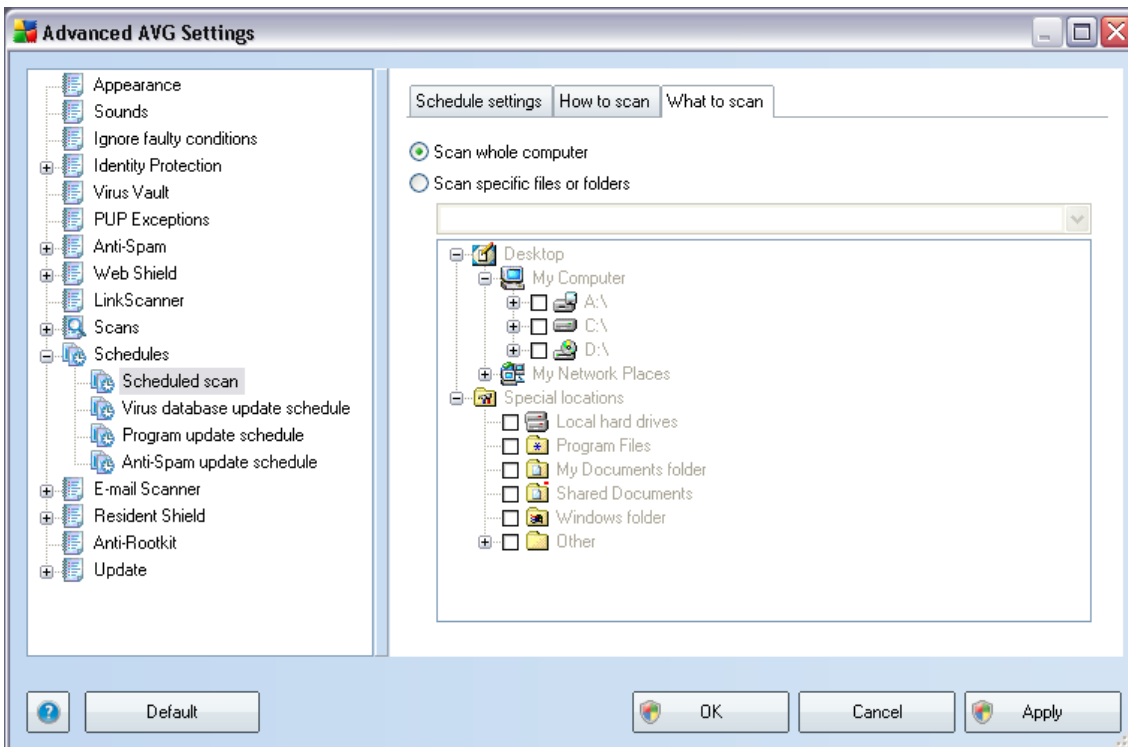 Advanced AVG Settings
Appearance
Sounds
Ignore faulty conditions
Identity Protection
Virus Vault
PUP Exceptions
Anti-Spam
Web Shield
LinkScanner
Scans
Schedules
Scheduled scan
Virus database update schedule
Program update schedule
Anti-Spam update schedule
E-mail Scanner
Resident Shield
Anti-Rootkit
Update
Schedule settings
How to scan
What to scan
Scan whole computer
Scan specific files or folders
Desktop
My Computer
A:\
C:\
D:\
My Network Places
Special locations
Local hard drives
Program Files
My Documents folder
Shared Documents
Windows folder
Other
?
Default
OK
Cancel
Apply